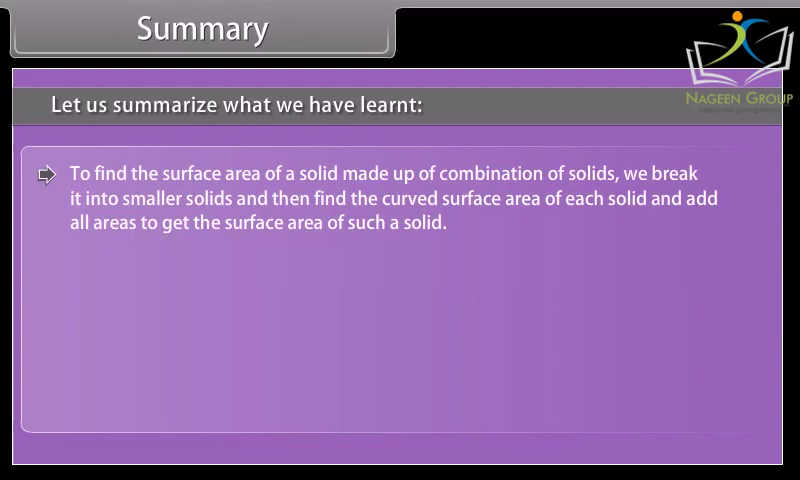 Summary
NAGEEN GROUP
Let us summarize what we have learnt:
To find the surface area of a solid made up of combination of solids, we break
it into smaller solids and then find the curved surface area of each solid and add
all areas to get the surface area of such a solid.